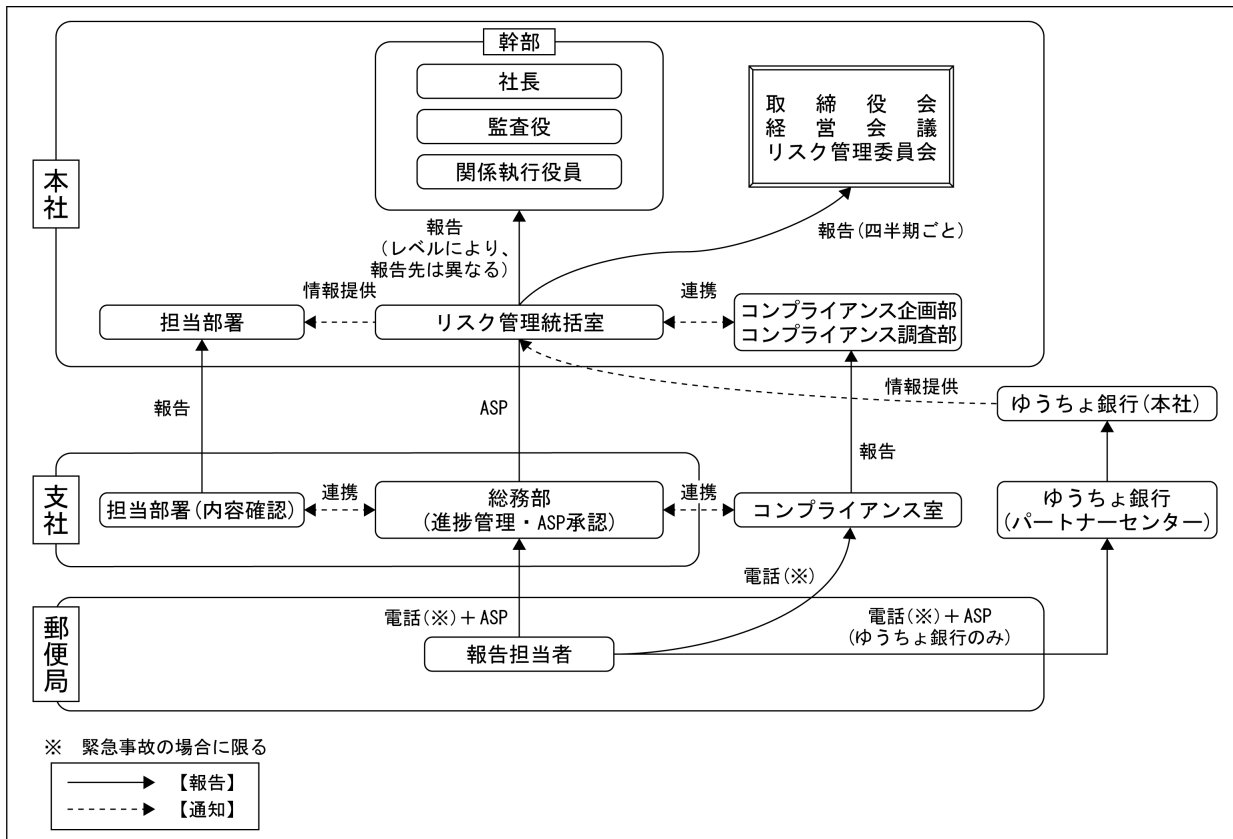 幹部
社長
監査役
関係執行役員
取締役会
経営会議
リスク管理委員会
本社
報告
(レベルにより、
報告先は異なる)
報告(四半期ごと)
情報提供
連携
担当部署
リスク管理統括室
コンプライアンス企画部
コンプライアンス調査部
報告
ASP
情報提供
ゆうちょ銀行(本社)
報告
支社
担当部署(内容確認)
連携
総務部
(進捗管理・ASP承認)
連携
コンプライアンス室
ゆうちょ銀行
(パートナーセンター)
電話(※)
郵便局
電話(※)+ASP
電話(※)+ASP
(ゆうちょ銀行のみ)
報告担当者
※ 緊急事故の場合に限る
【報告】
【通知】